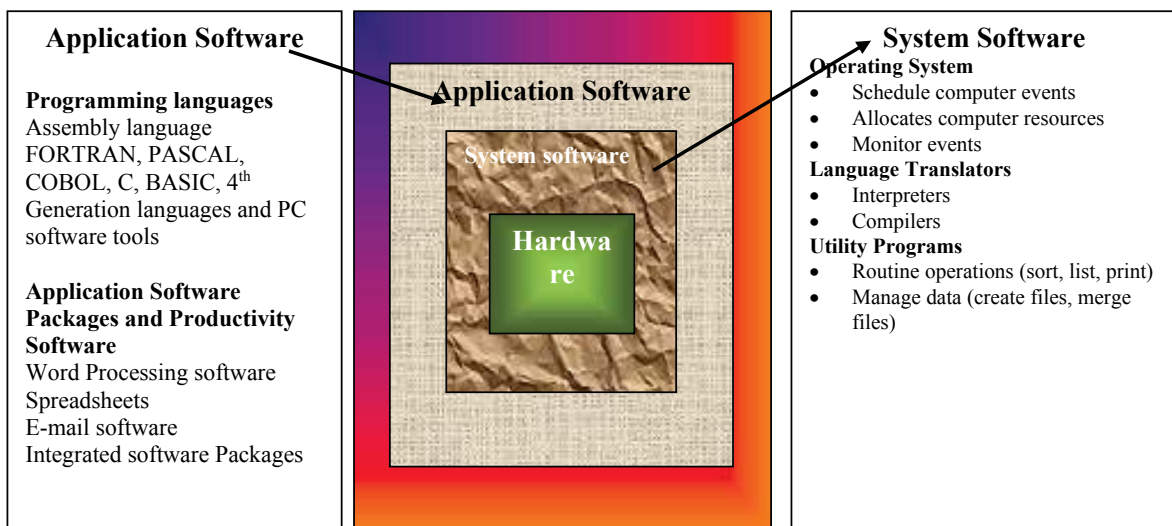 Application Software
Programming languages
Assembly language
FORTRAN, PASCAL,
COBOL, C, BASIC, 4th
Generation languages and PC
software tools
Application Software
Packages and Productivity
Software
Word Processing software
Spreadsheets
E-mail software
Integrated software Packages
Application Software
System software
Hardwa
re
System Software
Operating System
• Schedule computer events
• Allocates computer resources
• Monitor events
Language Translators
• Interpreters
• Compilers
Utility Programs
• Routine operations (sort, list, print)
• Manage data (create files, merge
files)